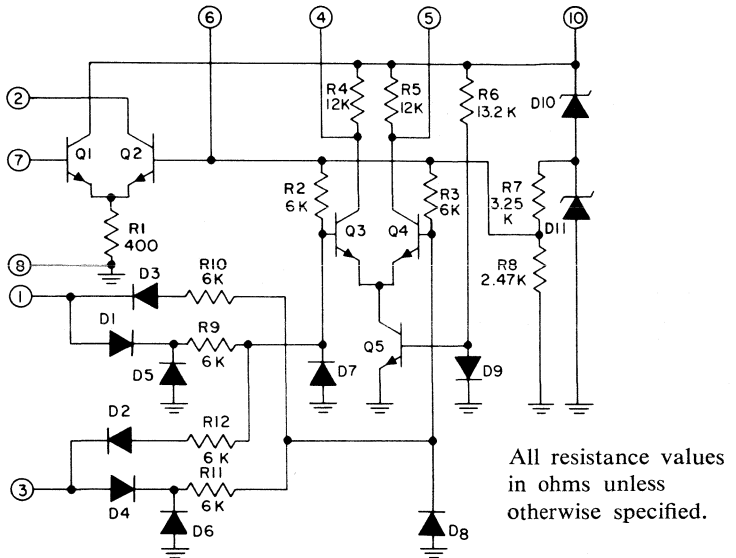 6
4
5
10
2
7
8
1
3
R4
12K
R5
12K
R6
13.2 K
D10
Q1
Q2
R1
400
R2
6 K
R3
6K
Q3
Q4
R7
3.25
K
D11
R8
2.47K
D3
R10
6K
D1
R9
6K
D5
D7
Q5
D9
D2
R12
6 K
D4
R11
6K
D6
D8
All resistance values
in ohms unless
otherwise specified.